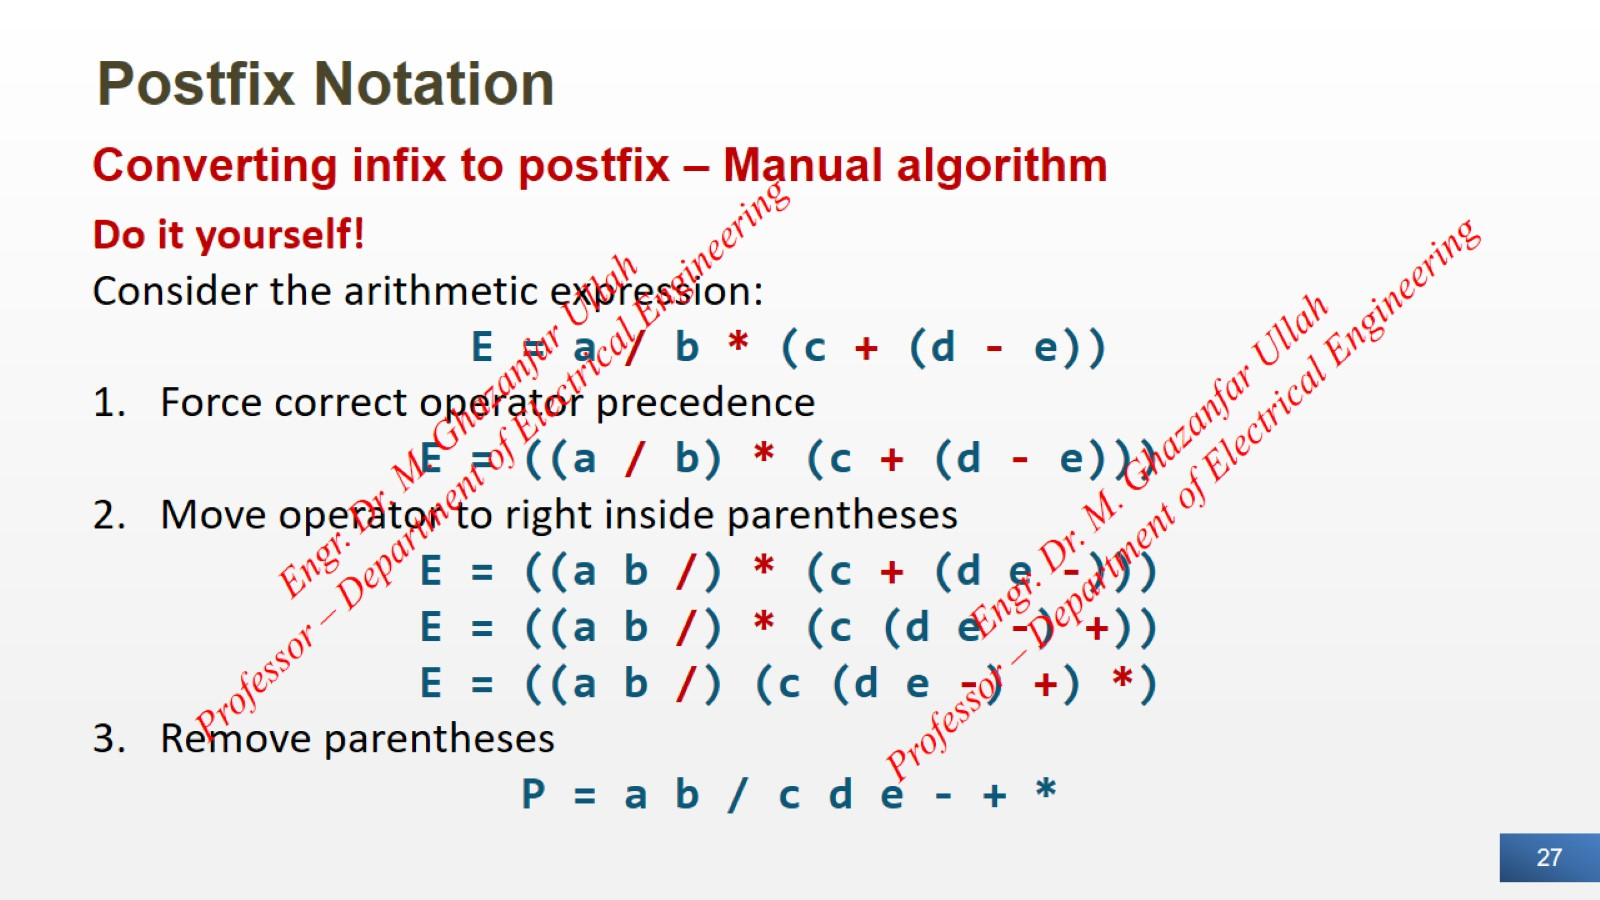 Postfix Notation
Converting infix to postfix – Manual algorithm
Do it yourself!
Consider the arithmetic expression:
E = a / b * (c + (d - e))
1. Force correct operator precedence
E = ((a / b) * (c + (d - e)))
2. Move operator to right inside parentheses
E = ((a b /) * (c + (d e -)))
E = ((a b /) * (c (d e -) +))
E = ((a b /) (c (d e -) +) *)
3. Remove parentheses
P = a b / c d e - + *
Engr. Dr. M. Ghazanfar Ullah
Professor – Department of Electrical Engineering
Engr. Dr. M. Ghazanfar Ullah
Professor – Department of Electrical Engineering
27